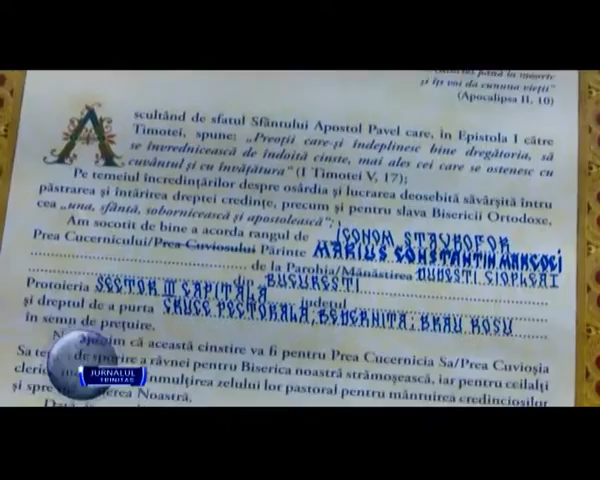 până în moarte
și îți voi da cununa vieții"
(Apocalipsa II, 10)
Ascultând de sfatul Sfântului Apostol Pavel care, în Epistola I către
Timotei, spune: „Preoții care-și îndeplinesc bine dregătoria, să
se învrednicească de îndoită cinste, mai ales cei care se ostenesc cu
cuvântul și cu învățătura" (I Timotei V, 17);
Pe temeiul încredințărilor despre osârdia și lucrarea deosebită săvârșită întru
păstrarea și întărirea dreptei credințe, precum și pentru slava Bisericii Ortodoxe,
cea „una, sfântă, sobornicească și apostolească";
Am socotit de bine a acorda rangul de ICONOM STAVROFOR
Prea Cucernicului/Prea Cuviosului Părinte MARIUS CONSTANTIN MANGOCI
de la Parohia/Mănăstirea DUDEȘTI CIOPLEAI
Protoieria SECTOR III CAPITALA județul BUCUREȘTI
și dreptul de a purta CRUCE PECTORALĂ, BEDERNIȚĂ, BRÂU ROȘU
în semn de prețuire.
că această cinstire va fi pentru Prea Cucernicia Sa/Prea Cuvioșia
Sa de sporire a râvnei pentru Biserica noastră strămoșească, iar pentru ceilalți
înmulțirea zelului lor pastoral pentru mântuirea credincioșilor
și spre Noastră.
JURNALUL
TRINITAS